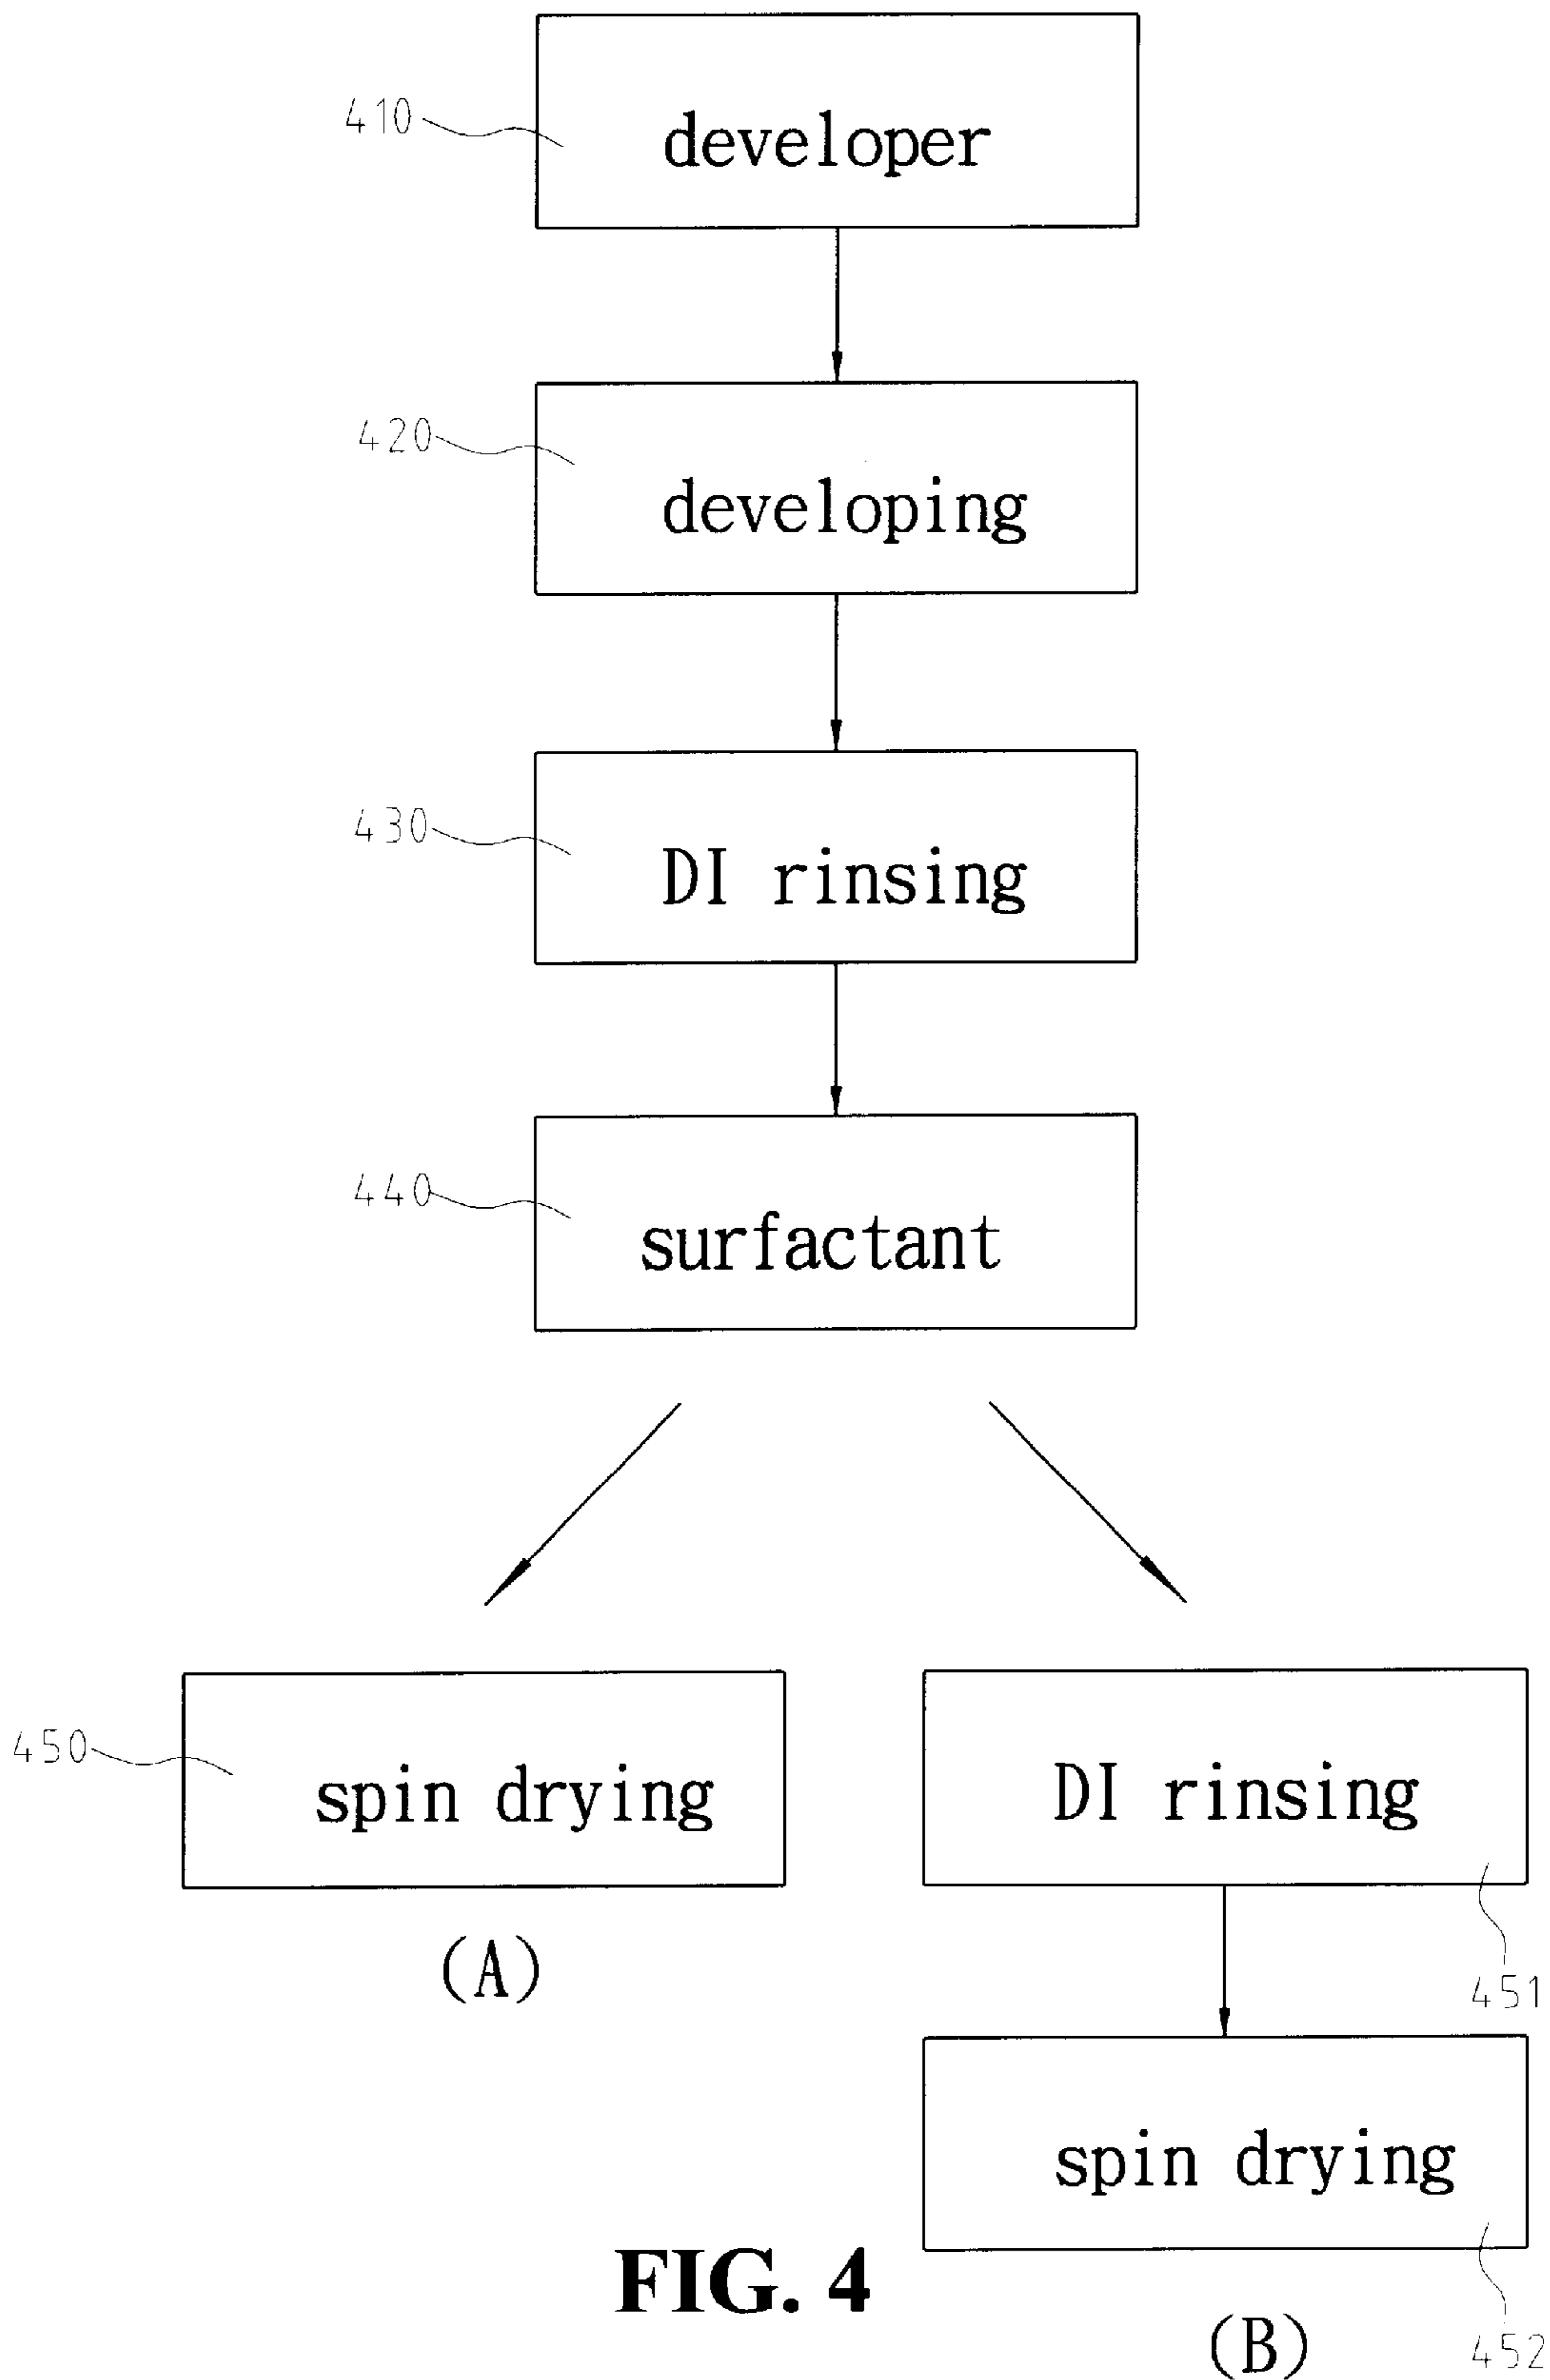 410
developer
420
developing
430
DI rinsing
440
surfactant
450
spin drying
DI rinsing
(A)
451
spin drying
FIG. 4
(B)
452